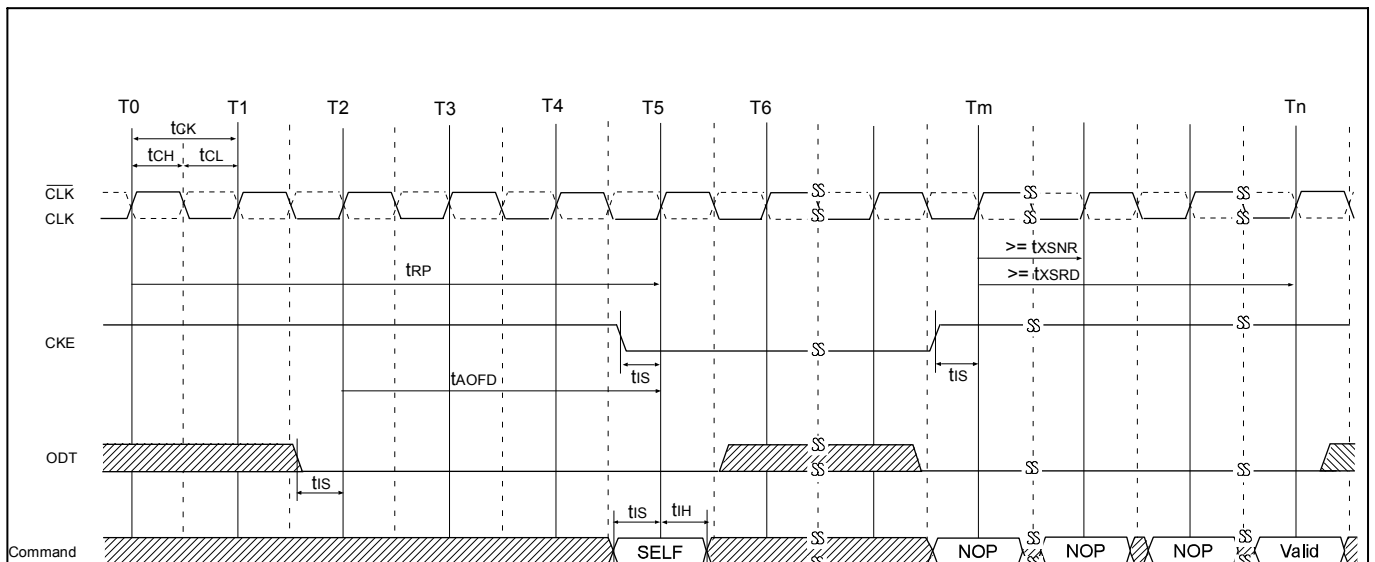 T0 T1 T2 T3 T4 T5 T6 Tm Tn
tCK
tCH tCL
CLK
CLK
>= tXSNR
tRP
>= tXSRD
CKE
tIS tIS
tAOFD
ODT
tIS
tIS tIH
Command SELF NOP NOP NOP Valid